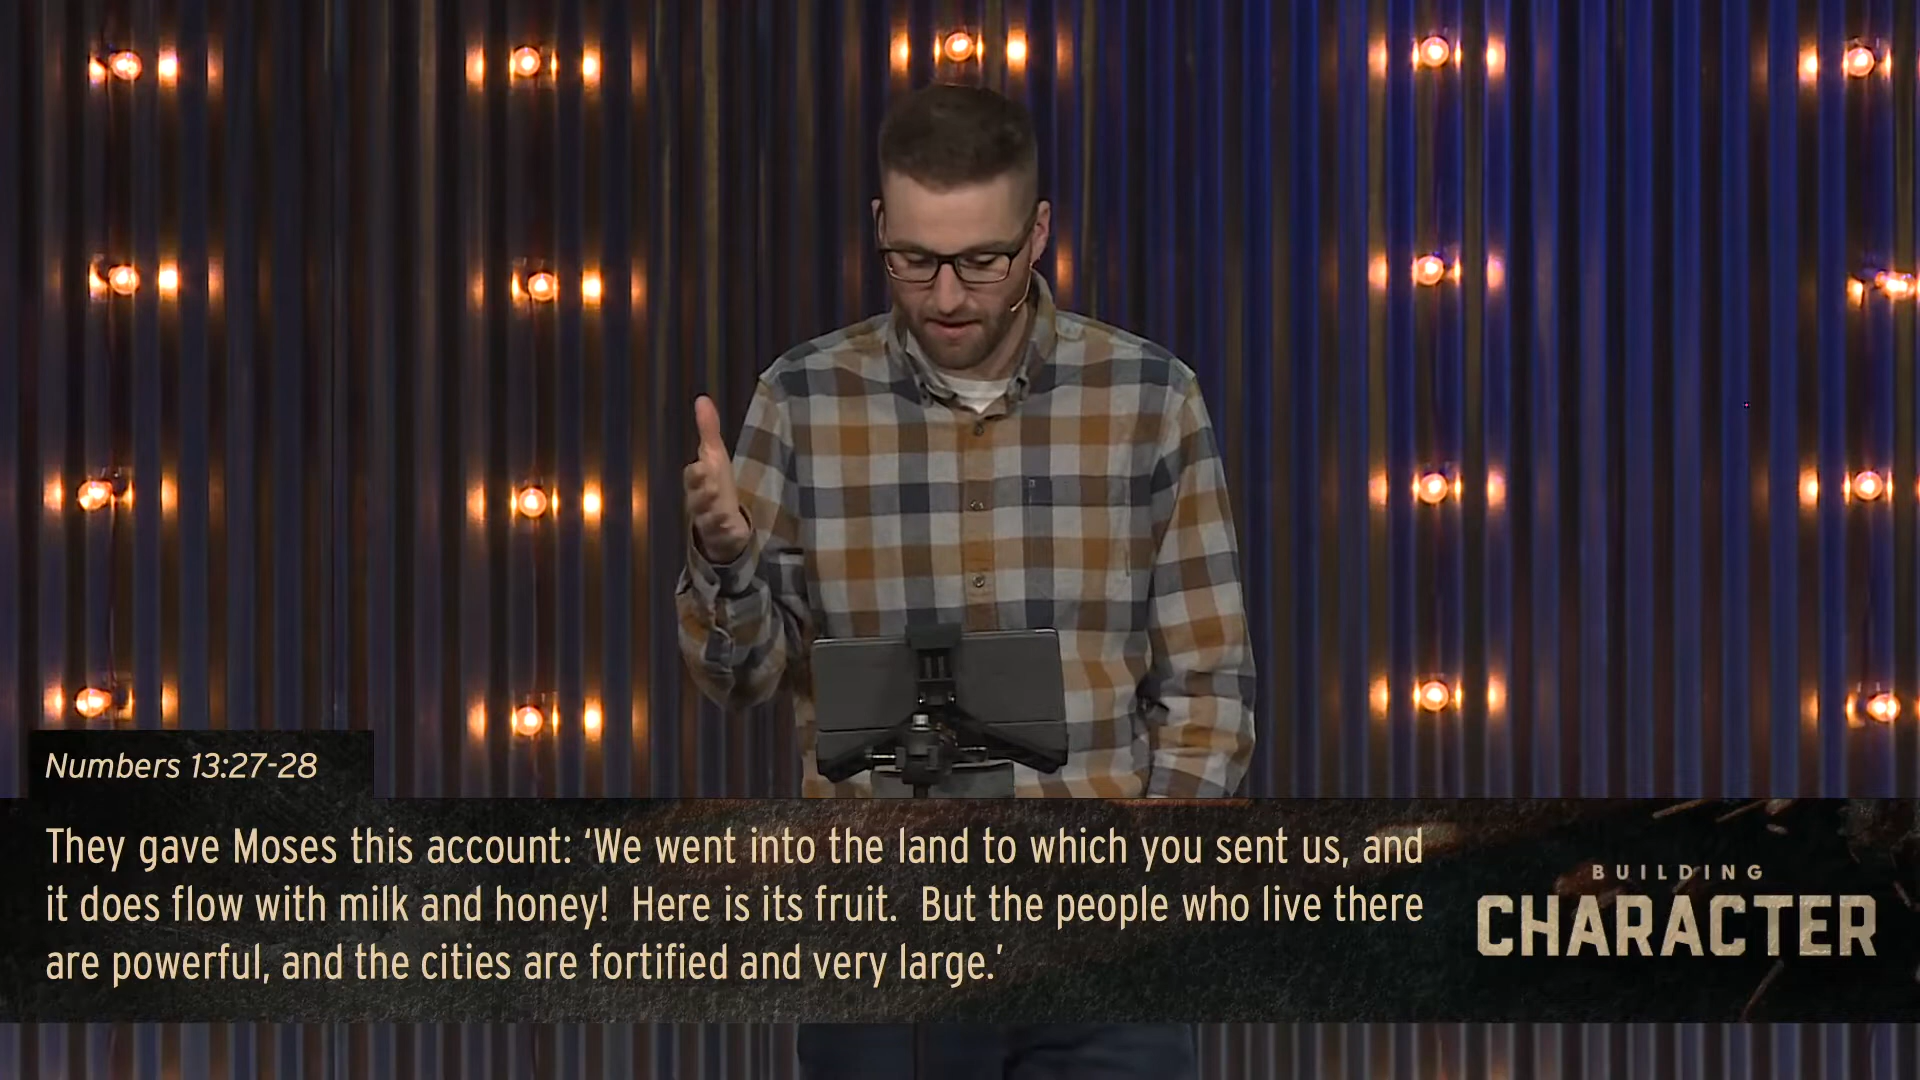 Numbers 13:27-28
They gave Moses this account: ‘We went into the land to which you sent us, and
it does flow with milk and honey!  Here is its fruit.  But the people who live there
are powerful, and the cities are fortified and very large.’
BUILDING
CHARACTER